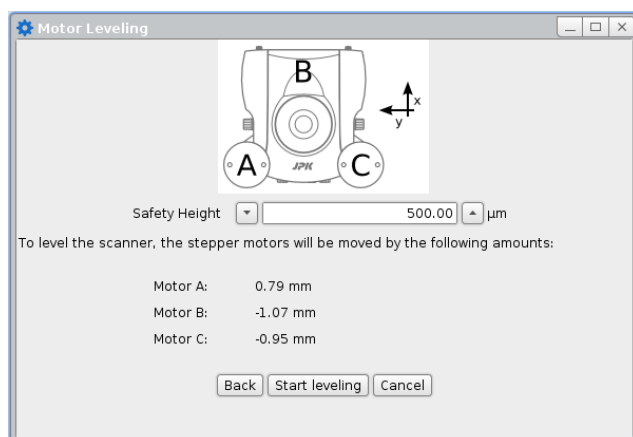 Motor Leveling
B
x
y
A
JPK
C
Safety Height 500.00 μm
To level the scanner, the stepper motors will be moved by the following amounts:
Motor A: 0.79 mm
Motor B: -1.07 mm
Motor C: -0.95 mm
Back Start leveling Cancel